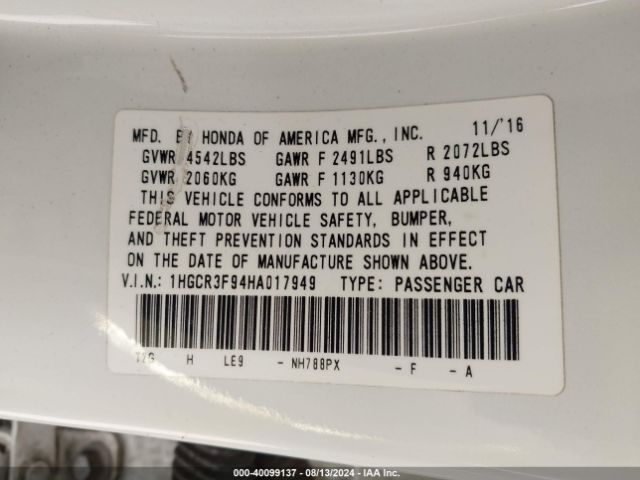 MFD. BY HONDA OF AMERICA MFG., INC. 11/'16
GVWR 4542LBS GAWR F 2491LBS R 2072LBS
GVWR 2060KG GAWR F 1130KG R 940KG
THIS VEHICLE CONFORMS TO ALL APPLICABLE
FEDERAL MOTOR VEHICLE SAFETY, BUMPER,
AND THEFT PREVENTION STANDARDS IN EFFECT
ON THE DATE OF MANUFACTURE SHOWN ABOVE.
V.I.N.: 1HGCR3F94HA017949 TYPE: PASSENGER CAR
T2G H LE9 - NH788PX - F - A
000-40099137 - 08/13/2024 - IAA Inc.